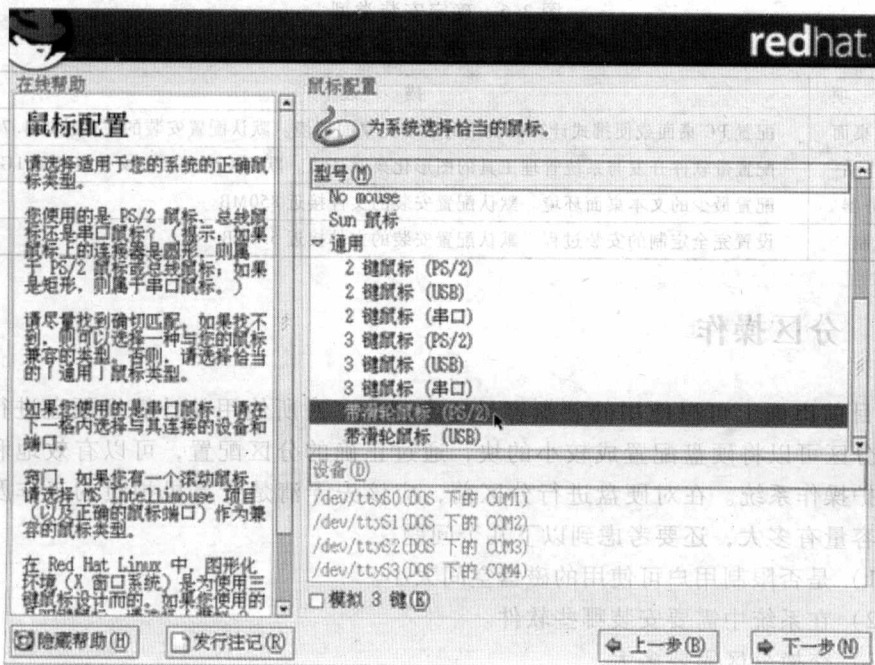 redhat.
在线帮助
鼠标配置
请选择适用于您的系统的正确鼠
标类型。
您使用的是 PS/2 鼠标、总线鼠
标还是串口鼠标？（提示：如果
鼠标上的连接器是圆形，则属
于 PS/2 鼠标或总线鼠标；如果
是矩形，则属于串口鼠标。）
请尽量找到确切匹配。如果找不
到，则可以选择一种与您的鼠标
兼容的类型。否则，请选择恰当
的「通用」鼠标类型。
如果您使用的是串口鼠标，请在
下一格内选择与其连接的设备和
端口。
窍门：如果您有一个滚动鼠标，
请选择 MS Intellimouse 项目
（以及正确的鼠标端口）作为兼
容的鼠标类型。
在 Red Hat Linux 中，图形化
环境（X 窗口系统）是为使用三
键鼠标设计而的。如果您使用的
鼠标配置
为系统选择恰当的鼠标。
型号(M)
No mouse
Sun 鼠标
通用
2 键鼠标 (PS/2)
2 键鼠标 (USB)
2 键鼠标 (串口)
3 键鼠标 (PS/2)
3 键鼠标 (USB)
3 键鼠标 (串口)
带滑轮鼠标 (PS/2)
带滑轮鼠标 (USB)
设备(D)
/dev/ttyS0(DOS 下的 COM1)
/dev/ttyS1(DOS 下的 COM2)
/dev/ttyS2(DOS 下的 COM3)
/dev/ttyS3(DOS 下的 COM4)
模拟 3 键(E)
隐藏帮助(H)
发行注记(R)
上一步(B)
下一步(N)